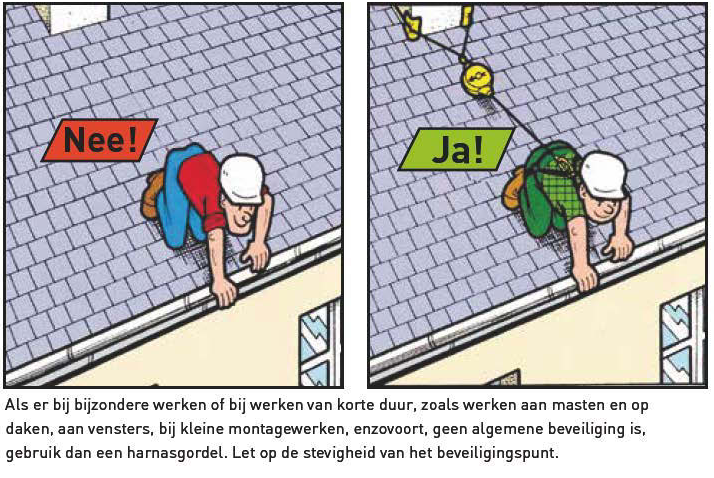 Nee!
Ja!
Als er bij bijzondere werken of bij werken van korte duur, zoals werken aan masten en op
daken, aan vensters, bij kleine montagewerken, enzovoort, geen algemene beveiliging is,
gebruik dan een harnasgordel. Let op de stevigheid van het beveiligingspunt.